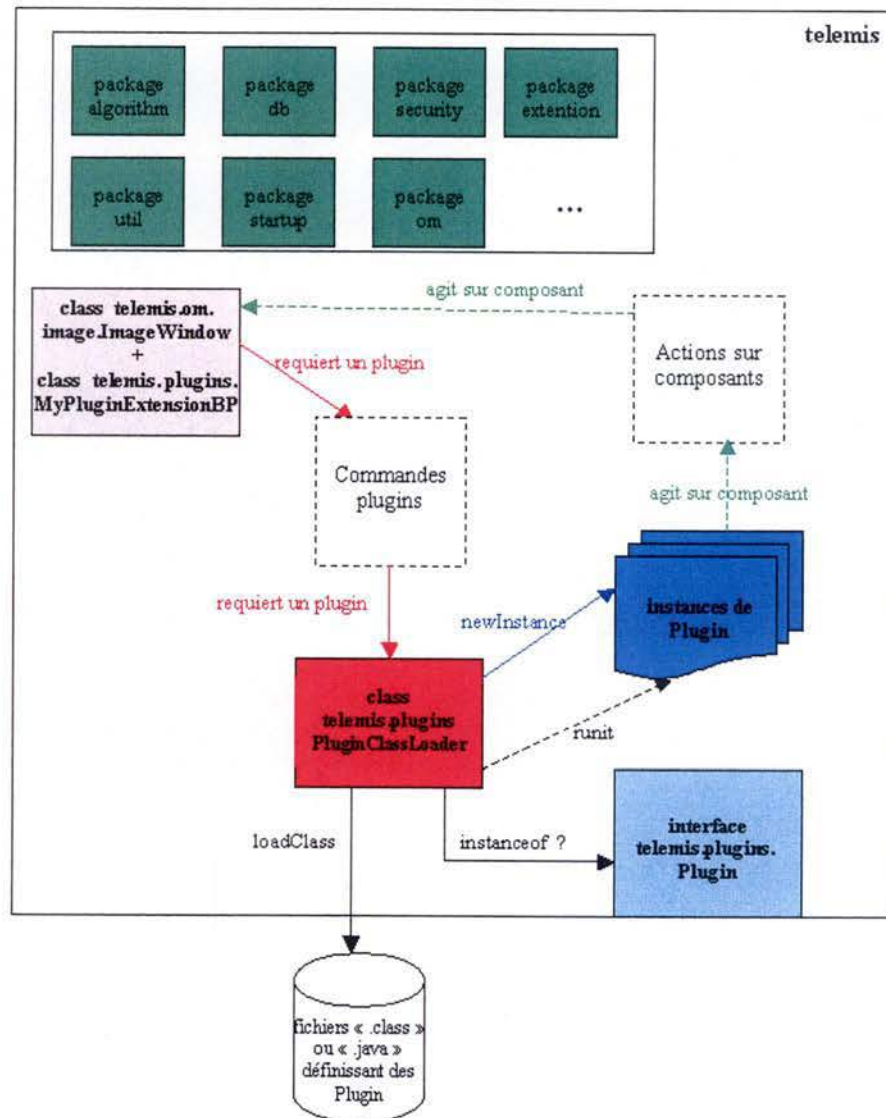 telemis
package
algorithm
package
db
package
security
package
extention
package
util
package
startup
package
om
...
class telemis.om.
image.ImageWindow
+
class telemis.plugins.
MyPluginExtensionBP
agit sur composant
requiert un plugin
Actions sur
composants
Commandes
plugins
agit sur composant
requiert un plugin
newInstance
instances de
Plugin
class
telemis.plugins
PluginClassLoader
runit
loadClass
instanceof ?
interface
telemis.plugins.
Plugin
fichiers « .class »
ou « .java »
définissant des
Plugin